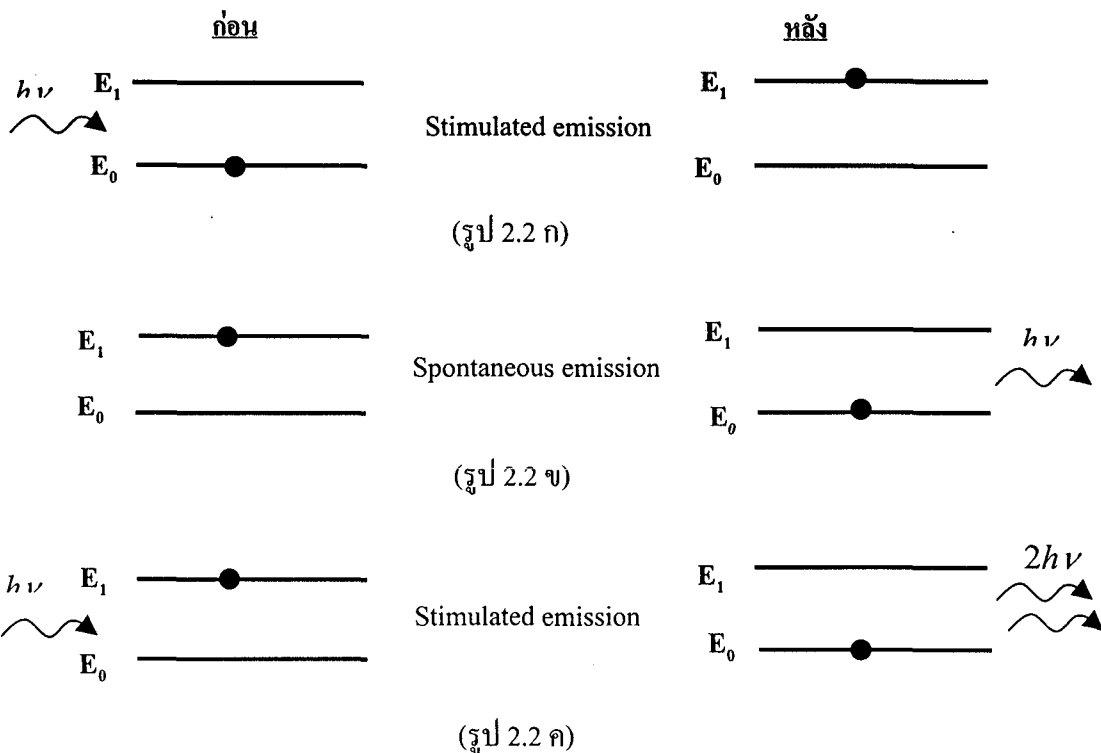 ก่อน หลัง
E₁ E₁
hν
Stimulated emission
E₀ E₀
(รูป 2.2 ก)
E₁ E₁
hν
Spontaneous emission
E₀ E₀
(รูป 2.2 ข)
E₁ E₁ 2hν
hν
Stimulated emission
E₀ E₀
(รูป 2.2 ค)